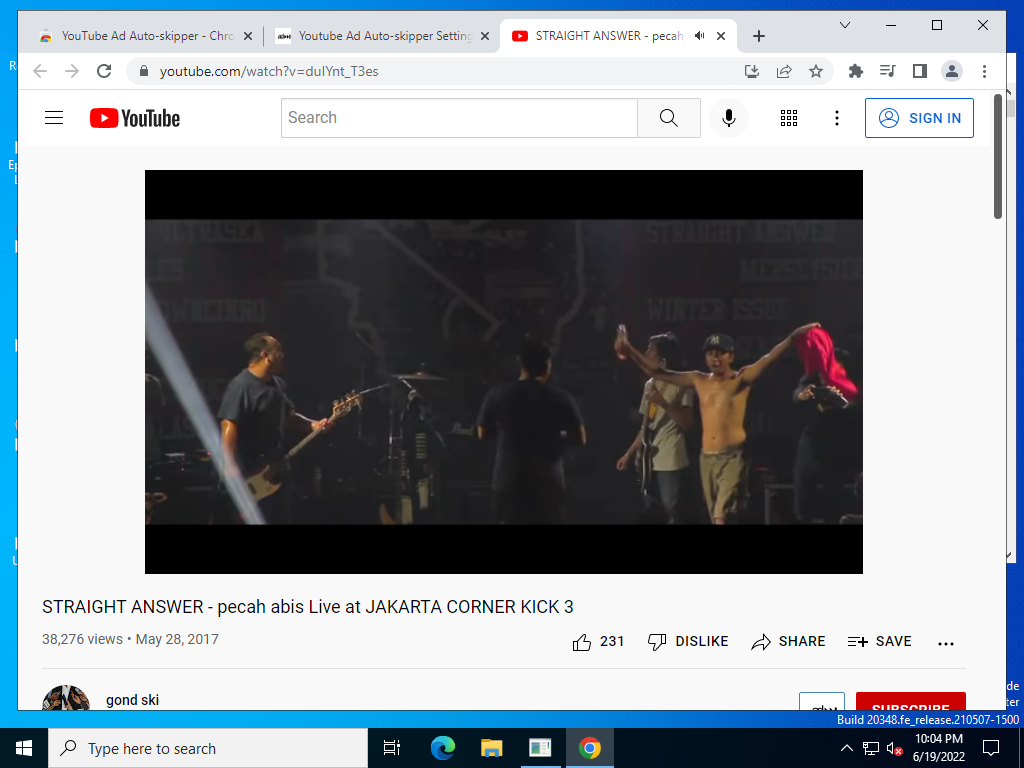 YouTube Ad Auto-skipper - Chro
Youtube Ad Auto-skipper Setting
STRAIGHT ANSWER - pecah
youtube.com/watch?v=dulYnt_T3es
YouTube
Search
SIGN IN
STRAIGHT ANSWER
WINTER ISSUE
STRAIGHT ANSWER - pecah abis Live at JAKARTA CORNER KICK 3
38,276 views • May 28, 2017
231
DISLIKE
SHARE
SAVE
gond ski
SUBSCRIBE
Build 20348.fe_release.210507-1500
Type here to search
10:04 PM
6/19/2022